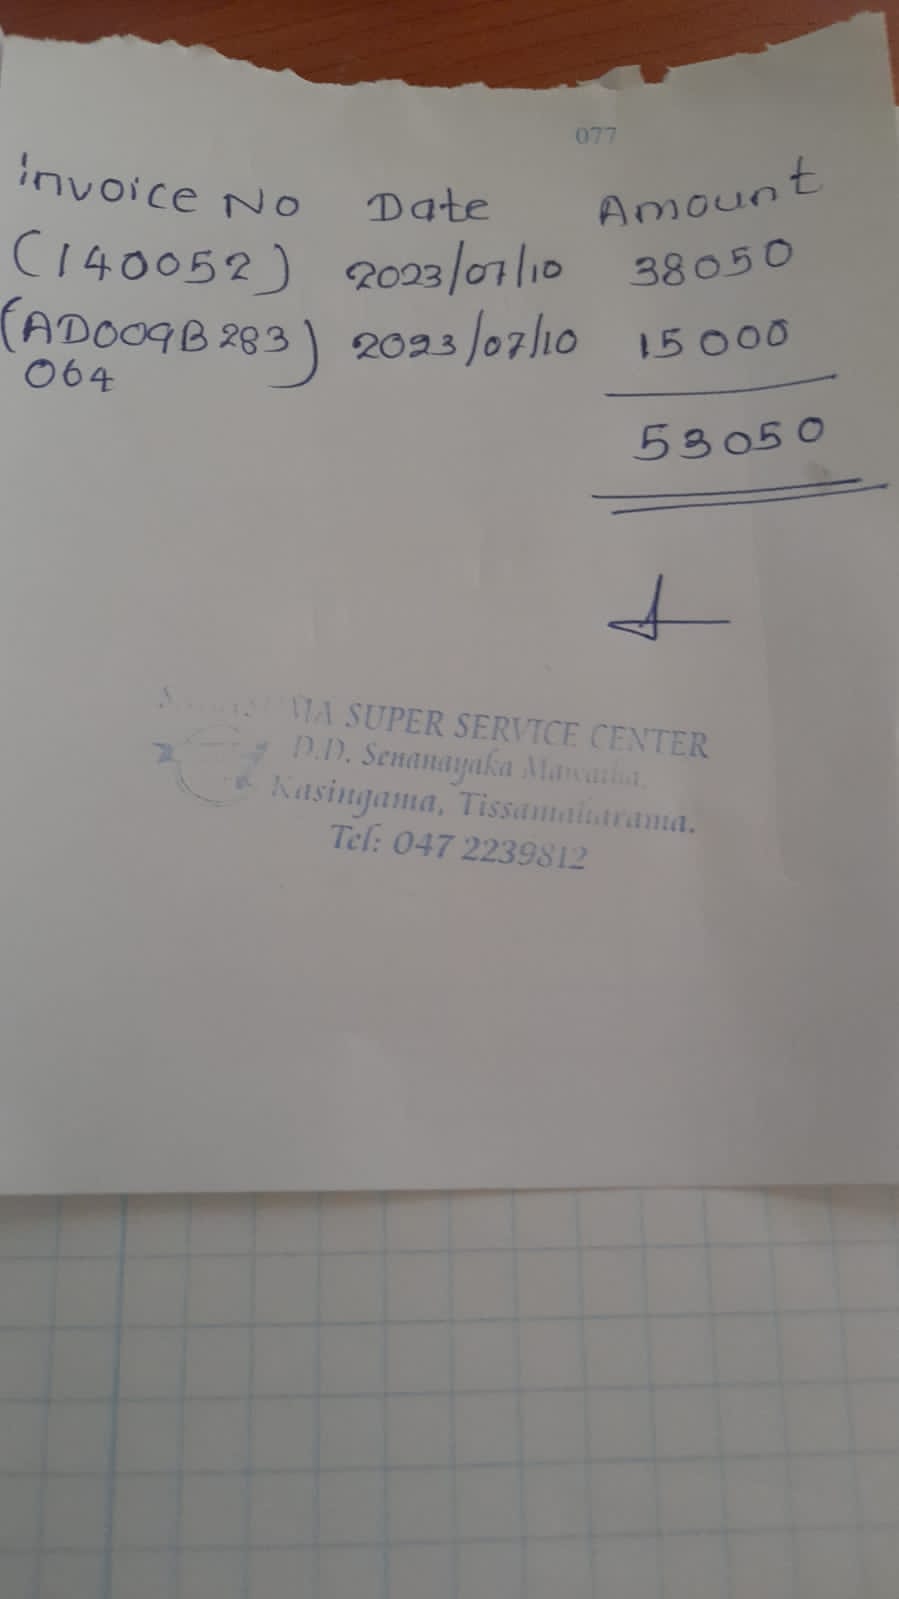 077
Invoice No Date Amount
(140052) 2023/07/10 38050
(AD009B283 2023/07/10 15000
064)
53050
SUPER SERVICE CENTER
D.D. Senanayaka Mawatha,
Kasingama, Tissamaharama.
Tel: 047 2239812